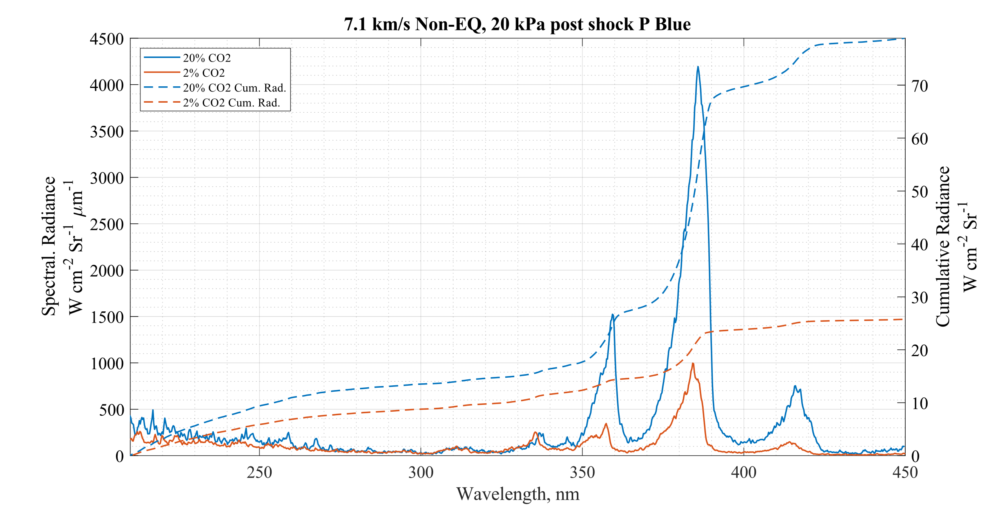 7.1 km/s Non-EQ, 20 kPa post shock P Blue
20% CO2
2% CO2
20% CO2 Cum. Rad.
2% CO2 Cum. Rad.
4500
4000
3500
3000
2500
2000
1500
1000
500
0
Spectral. Radiance
W cm-2 Sr-1 μm-1
70
60
50
40
30
20
10
0
Cumulative Radiance
W cm-2 Sr-1
250 300 350 400 450
Wavelength, nm